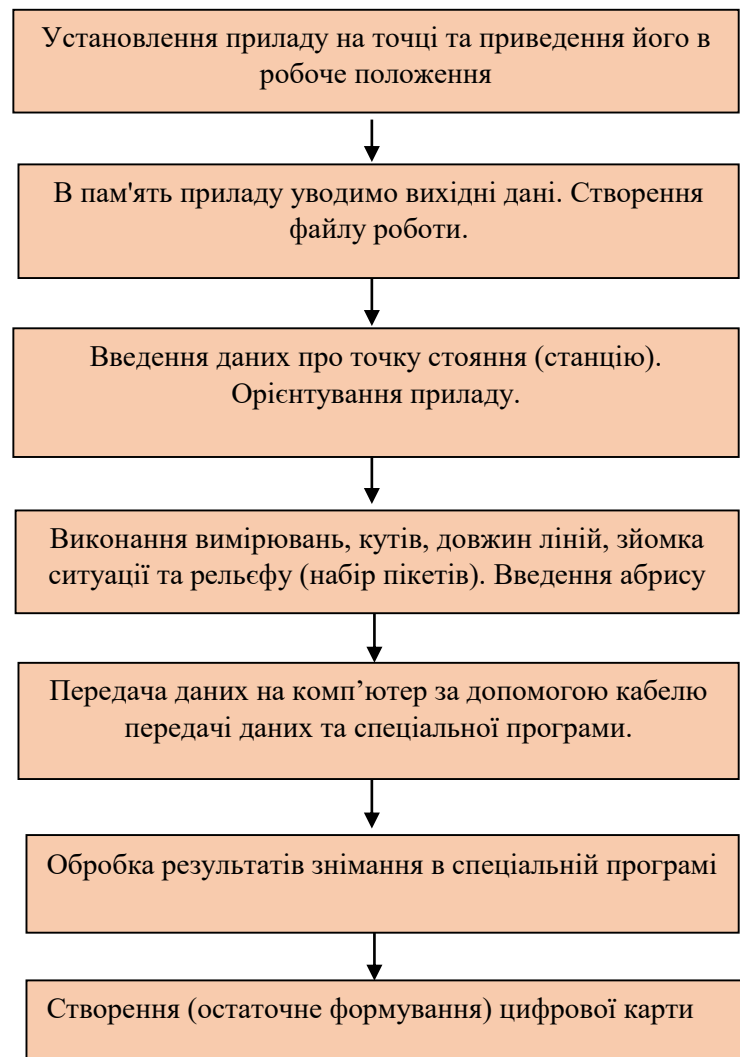 Установлення приладу на точці та приведення його в
робоче положення
В пам'ять приладу уводимо вихідні дані. Створення
файлу роботи.
Введення даних про точку стояння (станцію).
Орієнтування приладу.
Виконання вимірювань, кутів, довжин ліній, зйомка
ситуації та рельєфу (набір пікетів). Введення абрису
Передача даних на комп’ютер за допомогою кабелю
передачі даних та спеціальної програми.
Обробка результатів знімання в спеціальній програмі
Створення (остаточне формування) цифрової карти